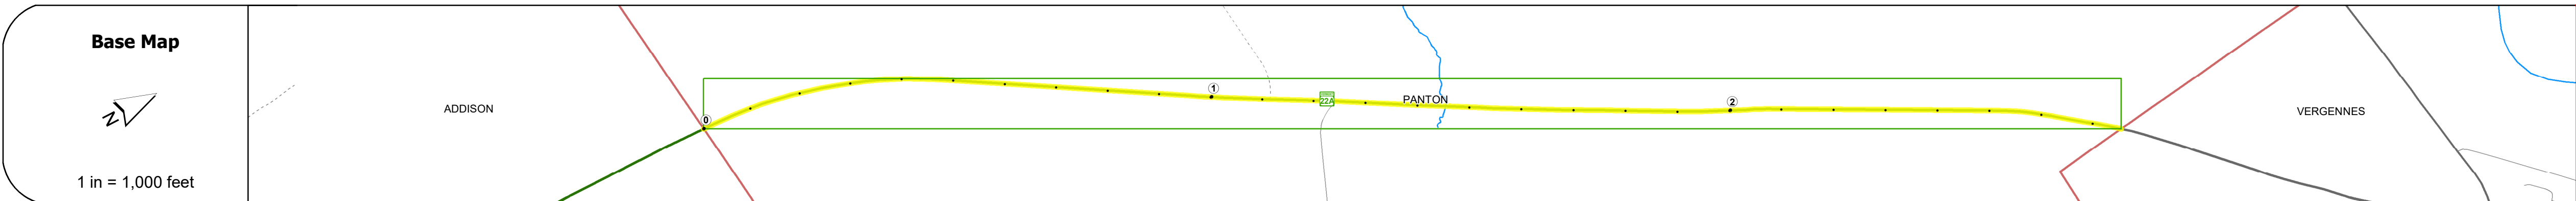 Base Map
N
1 in = 1,000 feet
ADDISON
0
1
22A
PANTON
2
VERGENNES